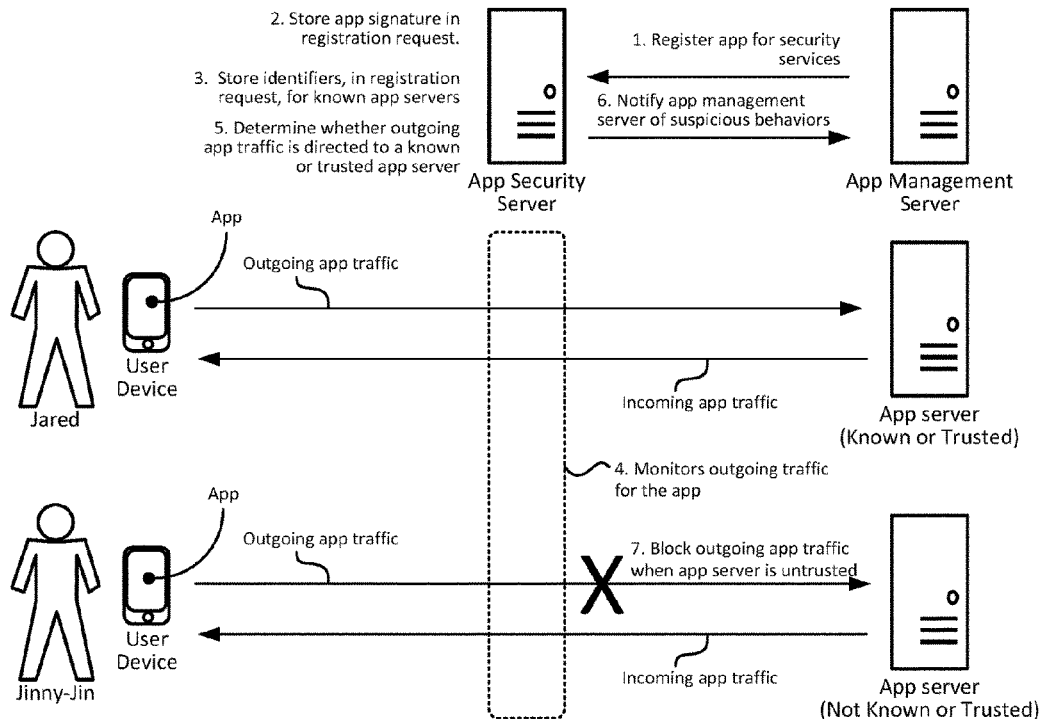 2. Store app signature in
registration request.
1. Register app for security
services
3. Store identifiers, in registration
request, for known app servers
6. Notify app management
server of suspicious behaviors
5. Determine whether outgoing
app traffic is directed to a known
or trusted app server
App Security
Server
App Management
Server
App
Outgoing app traffic
User
Device
Jared
Incoming app traffic
App server
(Known or Trusted)
4. Monitors outgoing traffic
for the app
App
Outgoing app traffic
7. Block outgoing app traffic
when app server is untrusted
X
User
Device
Jinny-Jin
Incoming app traffic
App server
(Not Known or Trusted)